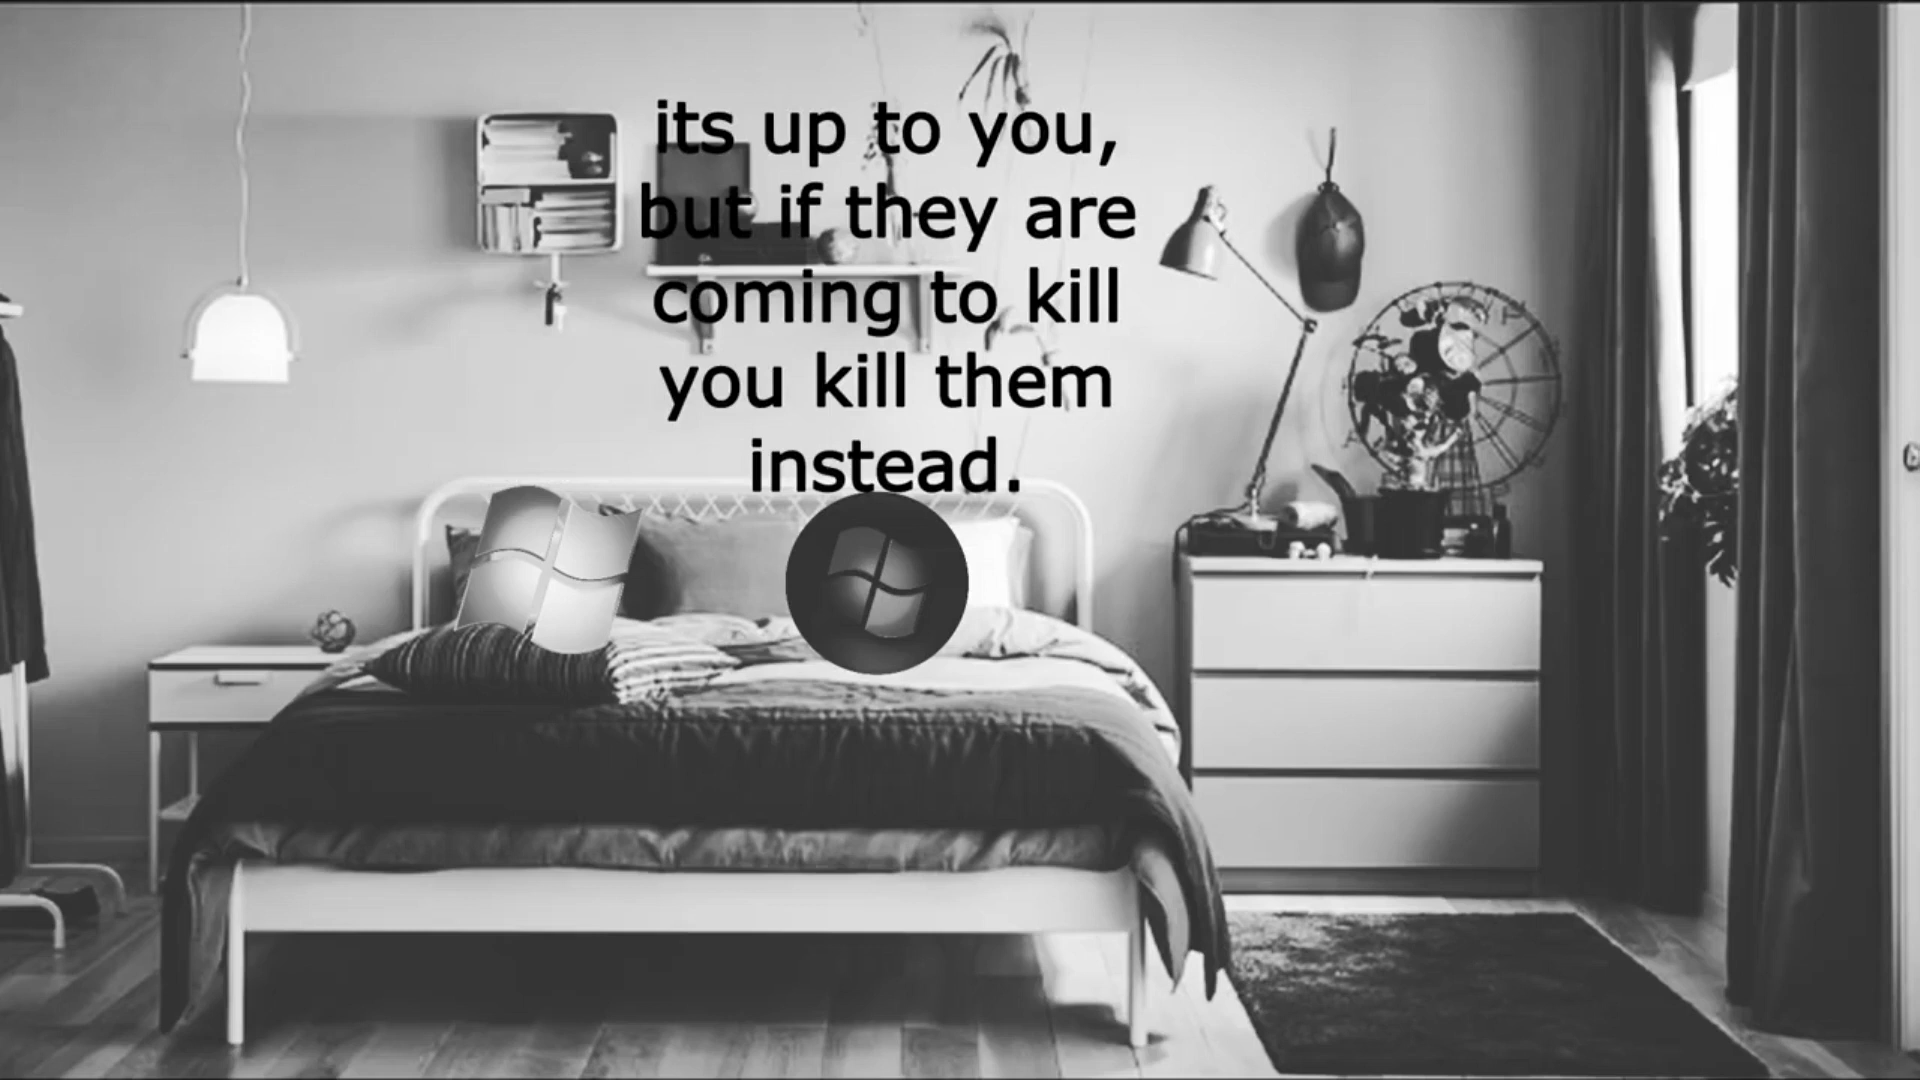 its up to you,
but if they are
coming to kill
you kill them
instead.